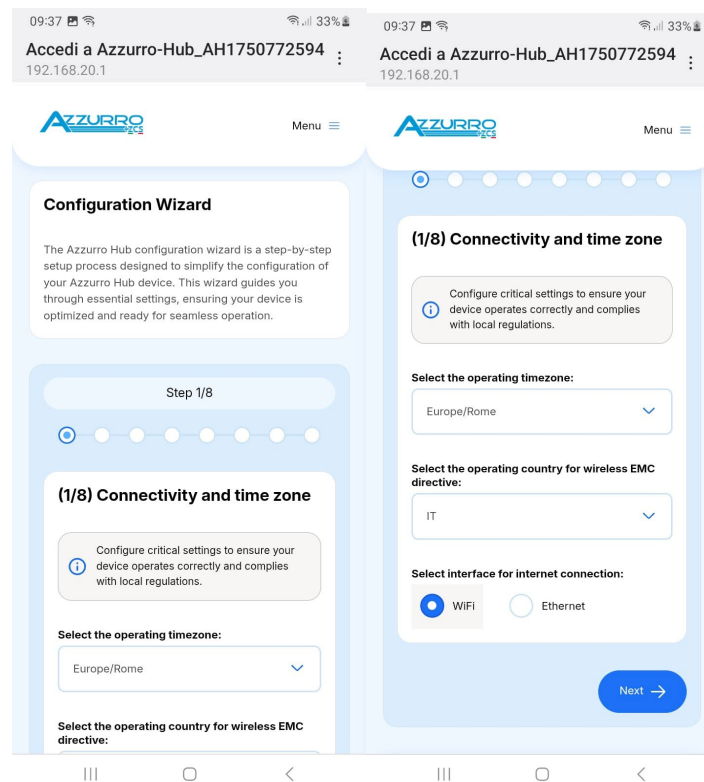 09:37
33%
Accedi a Azzurro-Hub_AH1750772594
192.168.20.1
AZZURRO
ZCS
Menu
Configuration Wizard
The Azzurro Hub configuration wizard is a step-by-step
setup process designed to simplify the configuration of
your Azzurro Hub device. This wizard guides you
through essential settings, ensuring your device is
optimized and ready for seamless operation.
Step 1/8
(1/8) Connectivity and time zone
Configure critical settings to ensure your
device operates correctly and complies
with local regulations.
Select the operating timezone:
Europe/Rome
Select the operating country for wireless EMC
directive:
09:37
33%
Accedi a Azzurro-Hub_AH1750772594
192.168.20.1
AZZURRO
ZCS
Menu
(1/8) Connectivity and time zone
Configure critical settings to ensure your
device operates correctly and complies
with local regulations.
Select the operating timezone:
Europe/Rome
Select the operating country for wireless EMC
directive:
IT
Select interface for internet connection:
WiFi
Ethernet
Next